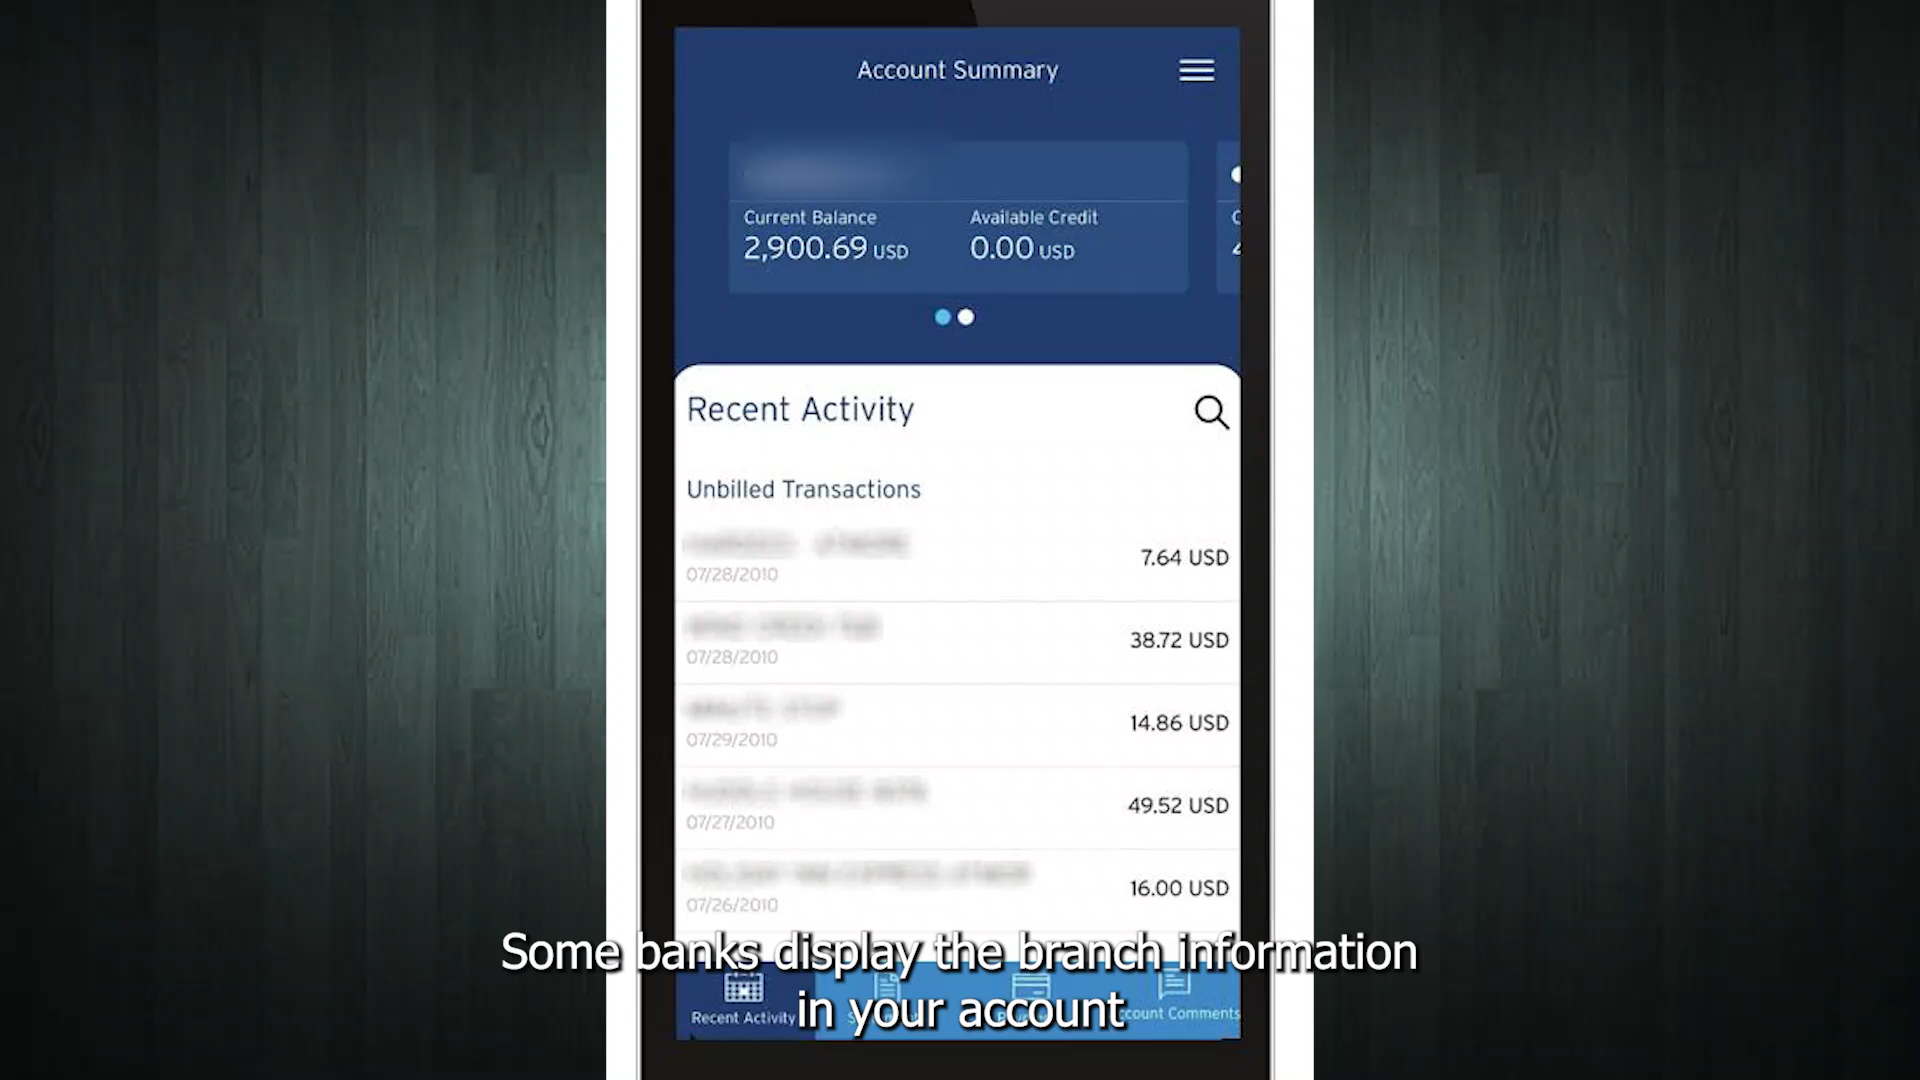 Account Summary
Current Balance
Available Credit
2,900.69 USD
0.00 USD
Recent Activity
Unbilled Transactions
7.64 USD
07/28/2010
38.72 USD
07/28/2010
14.86 USD
07/29/2010
49.52 USD
07/27/2010
16.00 USD
07/26/2010
Some banks display the branch information
in your account
Recent Activity
Comments